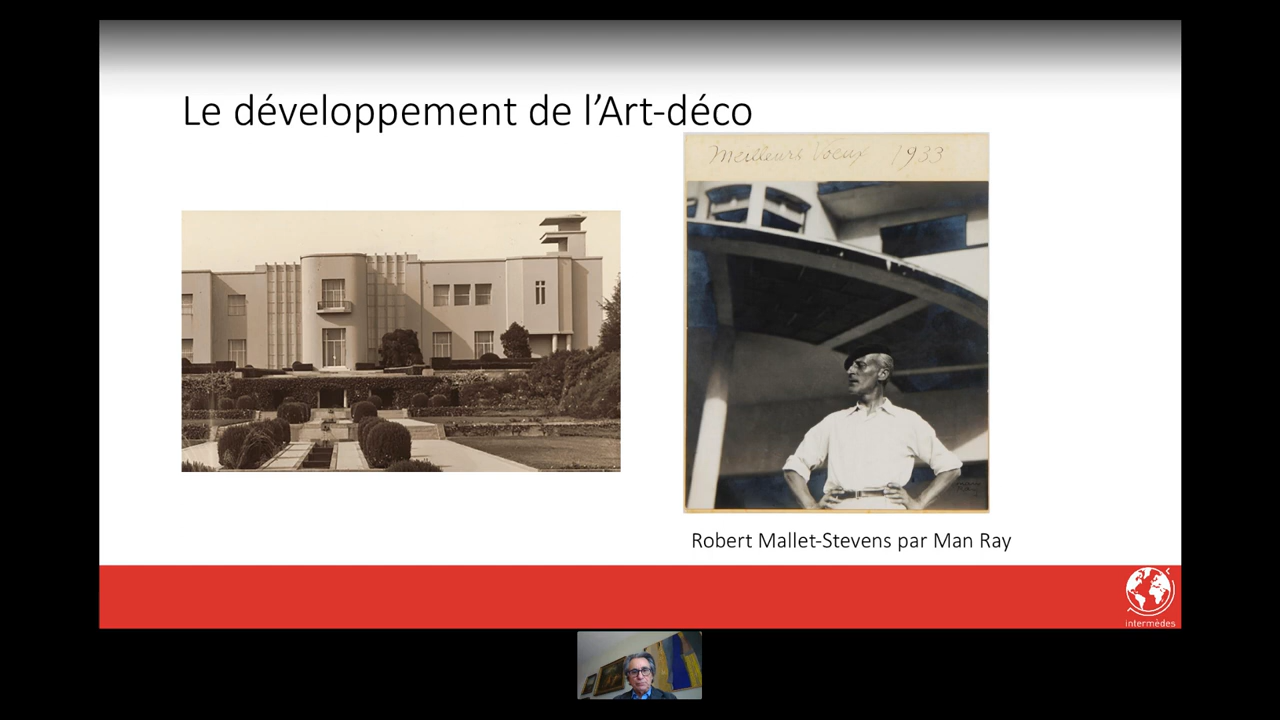 Le développement de l’Art-déco
Meilleurs Voeux 1933
Robert Mallet-Stevens par Man Ray
intermèdes